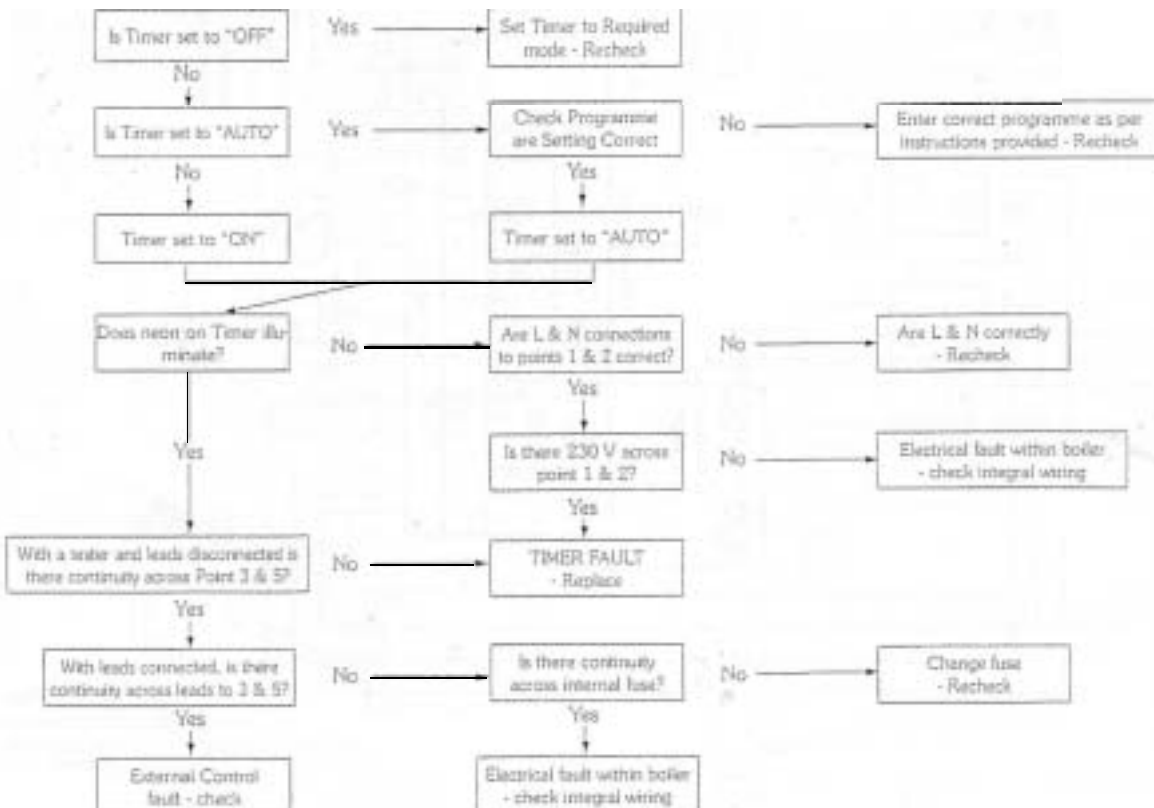 Is Timer set to "OFF"
Yes
Set Timer to Required
mode - Recheck
No
Is Timer set to "AUTO"
Yes
Check Programme
are Setting Correct
No
Enter correct programme as per
instructions provided - Recheck
No
Yes
Timer set to "ON"
Timer set to "AUTO"
Does neon on Timer illu-
minate?
No
Are L & N connections
to points 1 & 2 correct?
No
Are L & N correctly
- Recheck
Yes
Yes
Is there 230 V across
point 1 & 2?
No
Electrical fault within boiler
- check integral wiring
Yes
With a and leads disconnected is
there continuity across Point 3 & 5?
No
TIMER FAULT
- Replace
Yes
With leads connected, is there
continuity across leads to 3 & 5?
No
Is there continuity
across internal fuse?
No
Change fuse
- Recheck
Yes
Yes
External Control
fault - check
Electrical fault within boiler
- check integral wiring